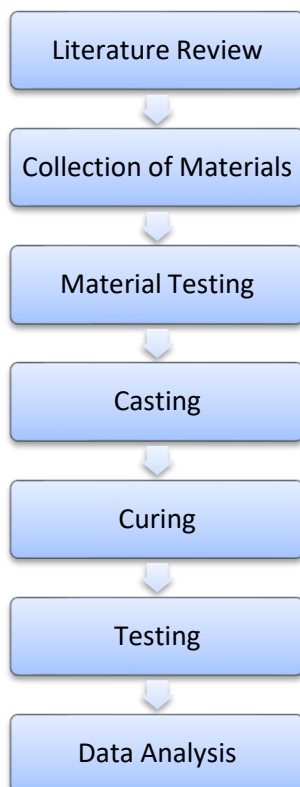 Literature Review
Collection of Materials
Material Testing
Casting
Curing
Testing
Data Analysis